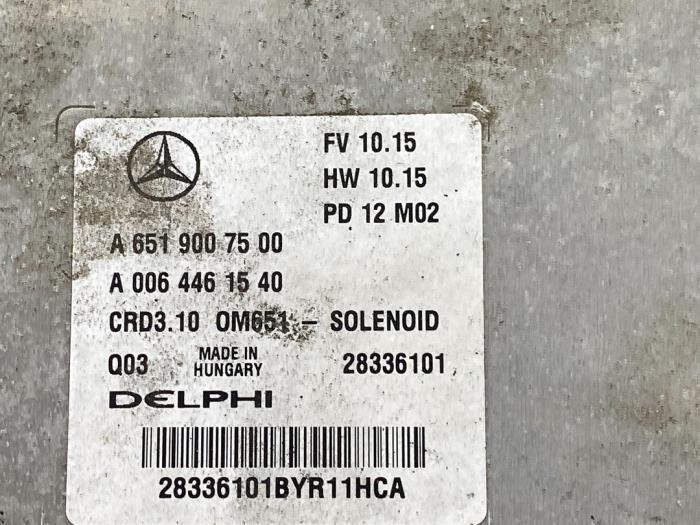 FV 10.15
HW 10.15
PD 12 M02
A 651 900 75 00
A 006 446 15 40
CRD3.10 OM651 - SOLENOID
Q03 MADE IN HUNGARY 28336101
DELPHI
28336101BYR11HCA